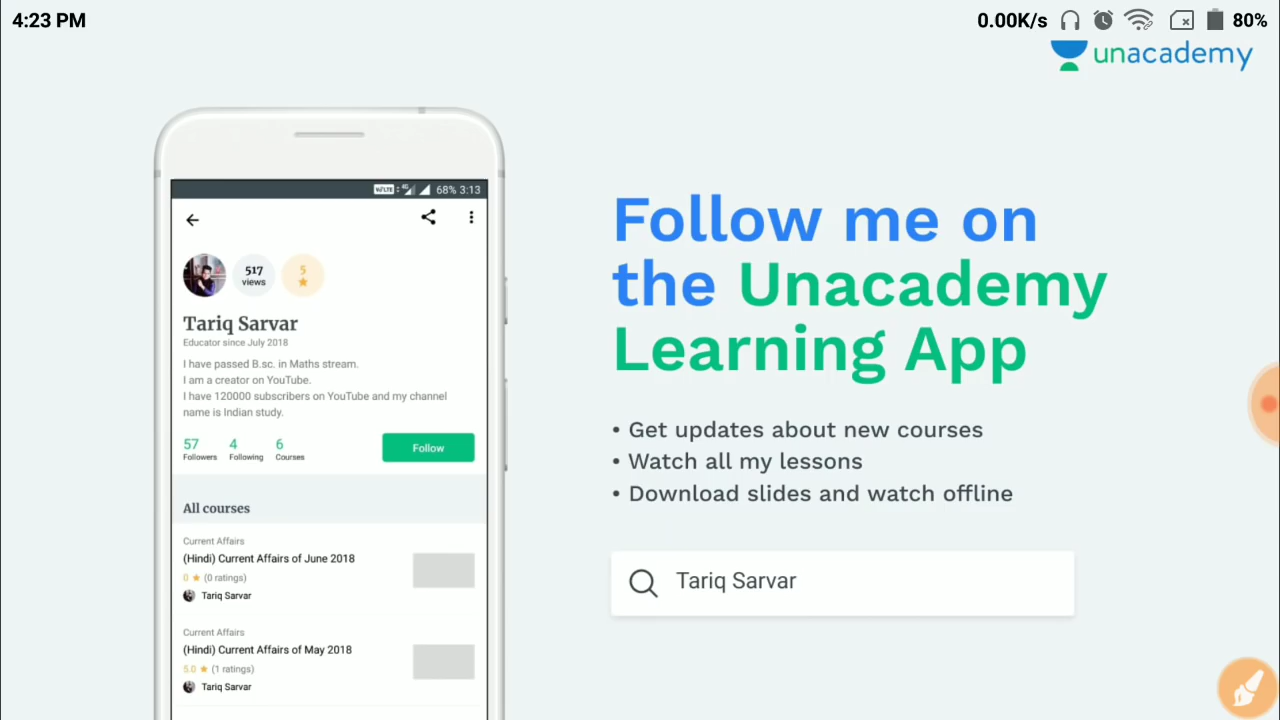 4:23 PM
0.00K/s 80%
unacademy
VoLTE 4G 68% 3:13
517
views
5
Tariq Sarvar
Educator since July 2018
I have passed B.sc. in Maths stream.
I am a creator on YouTube.
I have 120000 subscribers on YouTube and my channel
name is Indian study.
57 4 6
Followers Following Courses
Follow
All courses
Current Affairs
(Hindi) Current Affairs of June 2018
0 ★ (0 ratings)
Tariq Sarvar
Current Affairs
(Hindi) Current Affairs of May 2018
5.0 ★ (1 ratings)
Tariq Sarvar
Follow me on
the Unacademy
Learning App
• Get updates about new courses
• Watch all my lessons
• Download slides and watch offline
Tariq Sarvar